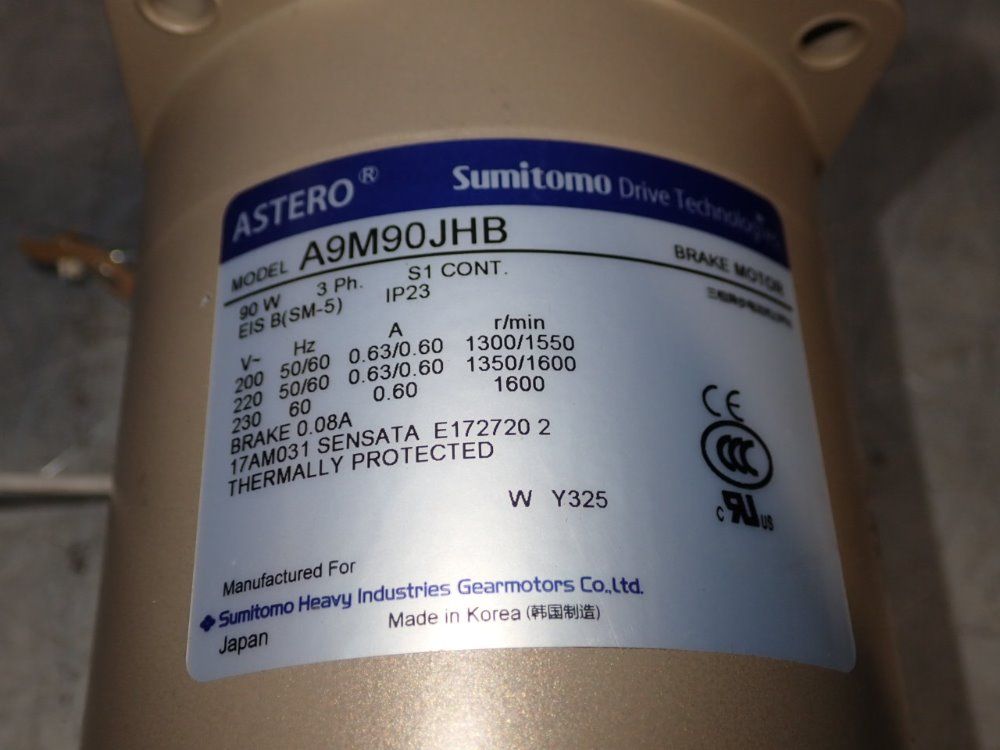 ASTERO® Sumitomo Drive Technologies
MODEL A9M90JHB BRAKE MOTOR
90 W 3 Ph. S1 CONT.
EIS B(SM-5) IP23
V~ Hz A r/min
200 50/60 0.63/0.60 1300/1550
220 50/60 0.63/0.60 1350/1600
230 60 0.60 1600
BRAKE 0.08A
17AM031 SENSATA E172720 2
THERMALLY PROTECTED
CE
CCC
c RU US
W Y325
Manufactured For
Sumitomo Heavy Industries Gearmotors Co.,Ltd.
Japan Made in Korea (韩国制造)